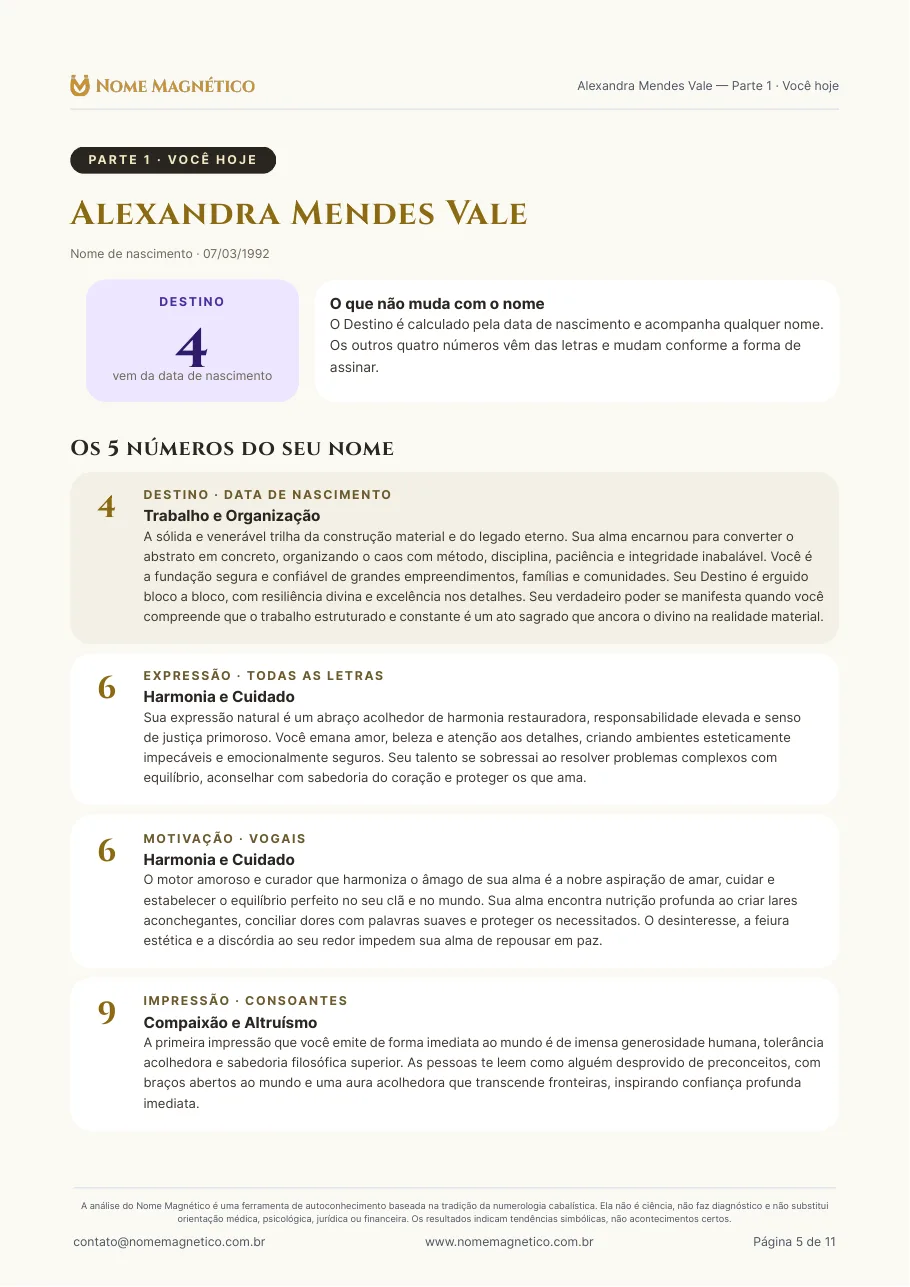 Nome Magnético
Alexandra Mendes Vale — Parte 1 · Você hoje
PARTE 1 · VOCÊ HOJE
Alexandra Mendes Vale
Nome de nascimento · 07/03/1992
DESTINO
4
vem da data de nascimento
O que não muda com o nome
O Destino é calculado pela data de nascimento e acompanha qualquer nome.
Os outros quatro números vêm das letras e mudam conforme a forma de
assinar.
Os 5 números do seu nome
4
DESTINO · DATA DE NASCIMENTO
Trabalho e Organização
A sólida e venerável trilha da construção material e do legado eterno. Sua alma encarnou para converter o
abstrato em concreto, organizando o caos com método, disciplina, paciência e integridade inabalável. Você é
a fundação segura e confiável de grandes empreendimentos, famílias e comunidades. Seu Destino é erguido
bloco a bloco, com resiliência divina e excelência nos detalhes. Seu verdadeiro poder se manifesta quando você
compreende que o trabalho estruturado e constante é um ato sagrado que ancora o divino na realidade material.
6
EXPRESSÃO · TODAS AS LETRAS
Harmonia e Cuidado
Sua expressão natural é um abraço acolhedor de harmonia restauradora, responsabilidade elevada e senso
de justiça primoroso. Você emana amor, beleza e atenção aos detalhes, criando ambientes esteticamente
impecáveis e emocionalmente seguros. Seu talento se sobressai ao resolver problemas complexos com
equilíbrio, aconselhar com sabedoria do coração e proteger os que ama.
6
MOTIVAÇÃO · VOGAIS
Harmonia e Cuidado
O motor amoroso e curador que harmoniza o âmago de sua alma é a nobre aspiração de amar, cuidar e
estabelecer o equilíbrio perfeito no seu clã e no mundo. Sua alma encontra nutrição profunda ao criar lares
aconchegantes, conciliar dores com palavras suaves e proteger os necessitados. O desinteresse, a feiura
estética e a discórdia ao seu redor impedem sua alma de repousar em paz.
9
IMPRESSÃO · CONSOANTES
Compaixão e Altruísmo
A primeira impressão que você emite de forma imediata ao mundo é de imensa generosidade humana, tolerância
acolhedora e sabedoria filosófica superior. As pessoas te leem como alguém desprovido de preconceitos, com
braços abertos ao mundo e uma aura acolhedora que transcende fronteiras, inspirando confiança profunda
imediata.
A análise do Nome Magnético é uma ferramenta de autoconhecimento baseada na tradição da numerologia cabalística. Ela não é ciência, não faz diagnóstico e não substitui
orientação médica, psicológica, jurídica ou financeira. Os resultados indicam tendências simbólicas, não acontecimentos certos.
contato@nomemagnetico.com.br
www.nomemagnetico.com.br
Página 5 de 11